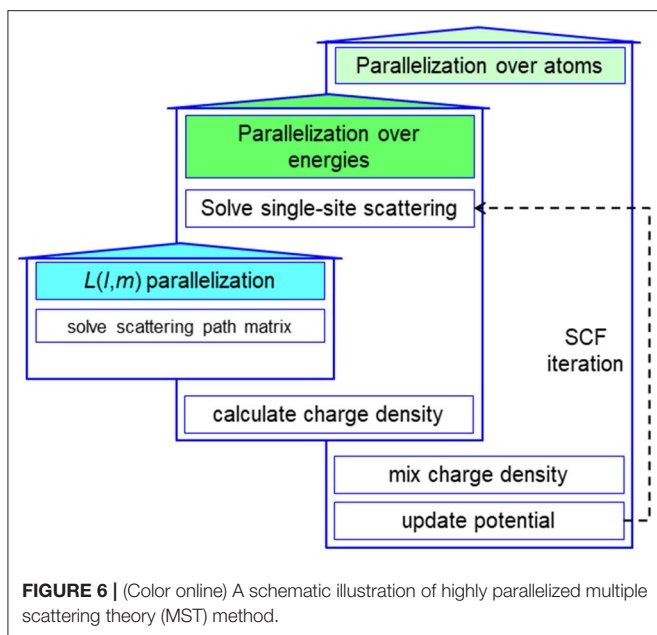 Parallelization over atoms
Parallelization over
energies
Solve single-site scattering
L(l,m) parallelization
solve scattering path matrix
SCF
iteration
calculate charge density
mix charge density
update potential
FIGURE 6 | (Color online) A schematic illustration of highly parallelized multiple
scattering theory (MST) method.